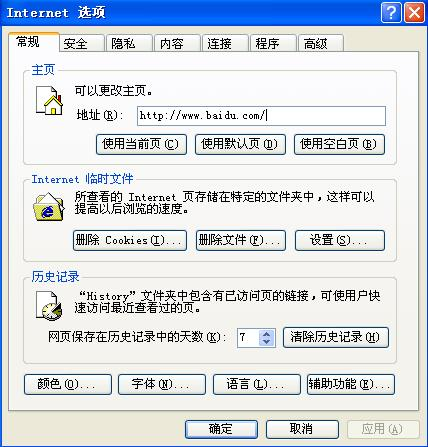 Internet 选项
常规 安全 隐私 内容 连接 程序 高级
主页
可以更改主页。
地址(R): http://www.baidu.com/
使用当前页(C) 使用默认页(D) 使用空白页(B)
Internet 临时文件
所查看的 Internet 页存储在特定的文件夹中，这样可以
提高以后浏览的速度。
删除 Cookies(I)... 删除文件(F)... 设置(S)...
历史记录
“History”文件夹中包含有已访问页的链接，可使用户快
速访问最近查看过的页。
网页保存在历史记录中的天数(K): 7 清除历史记录(H)
颜色(O)... 字体(N)... 语言(L)... 辅助功能(E)...
确定 取消 应用(A)